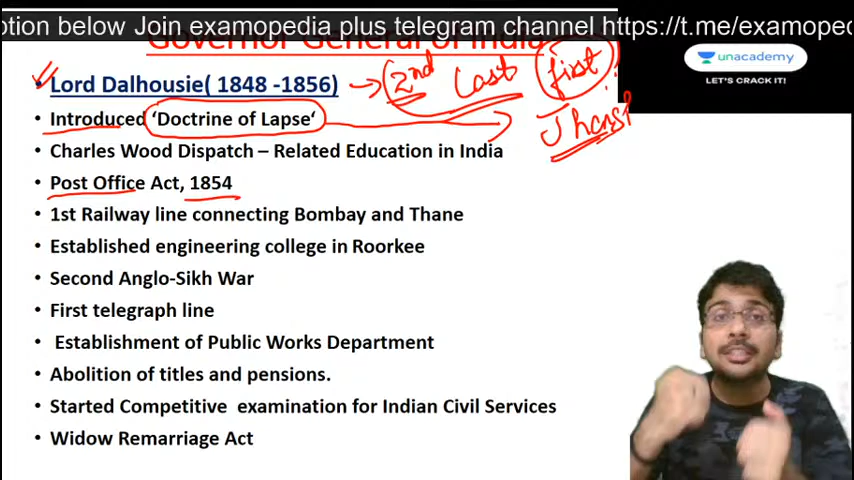 ption below Join examopedia plus telegram channel https://t.me/examope
Governor General of India
unacademy
LET'S CRACK IT!
• Lord Dalhousie( 1848 -1856) → 2nd Last first
• Introduced ‘Doctrine of Lapse‘ Jhansi
• Charles Wood Dispatch – Related Education in India
• Post Office Act, 1854
• 1st Railway line connecting Bombay and Thane
• Established engineering college in Roorkee
• Second Anglo-Sikh War
• First telegraph line
• Establishment of Public Works Department
• Abolition of titles and pensions.
• Started Competitive examination for Indian Civil Services
• Widow Remarriage Act